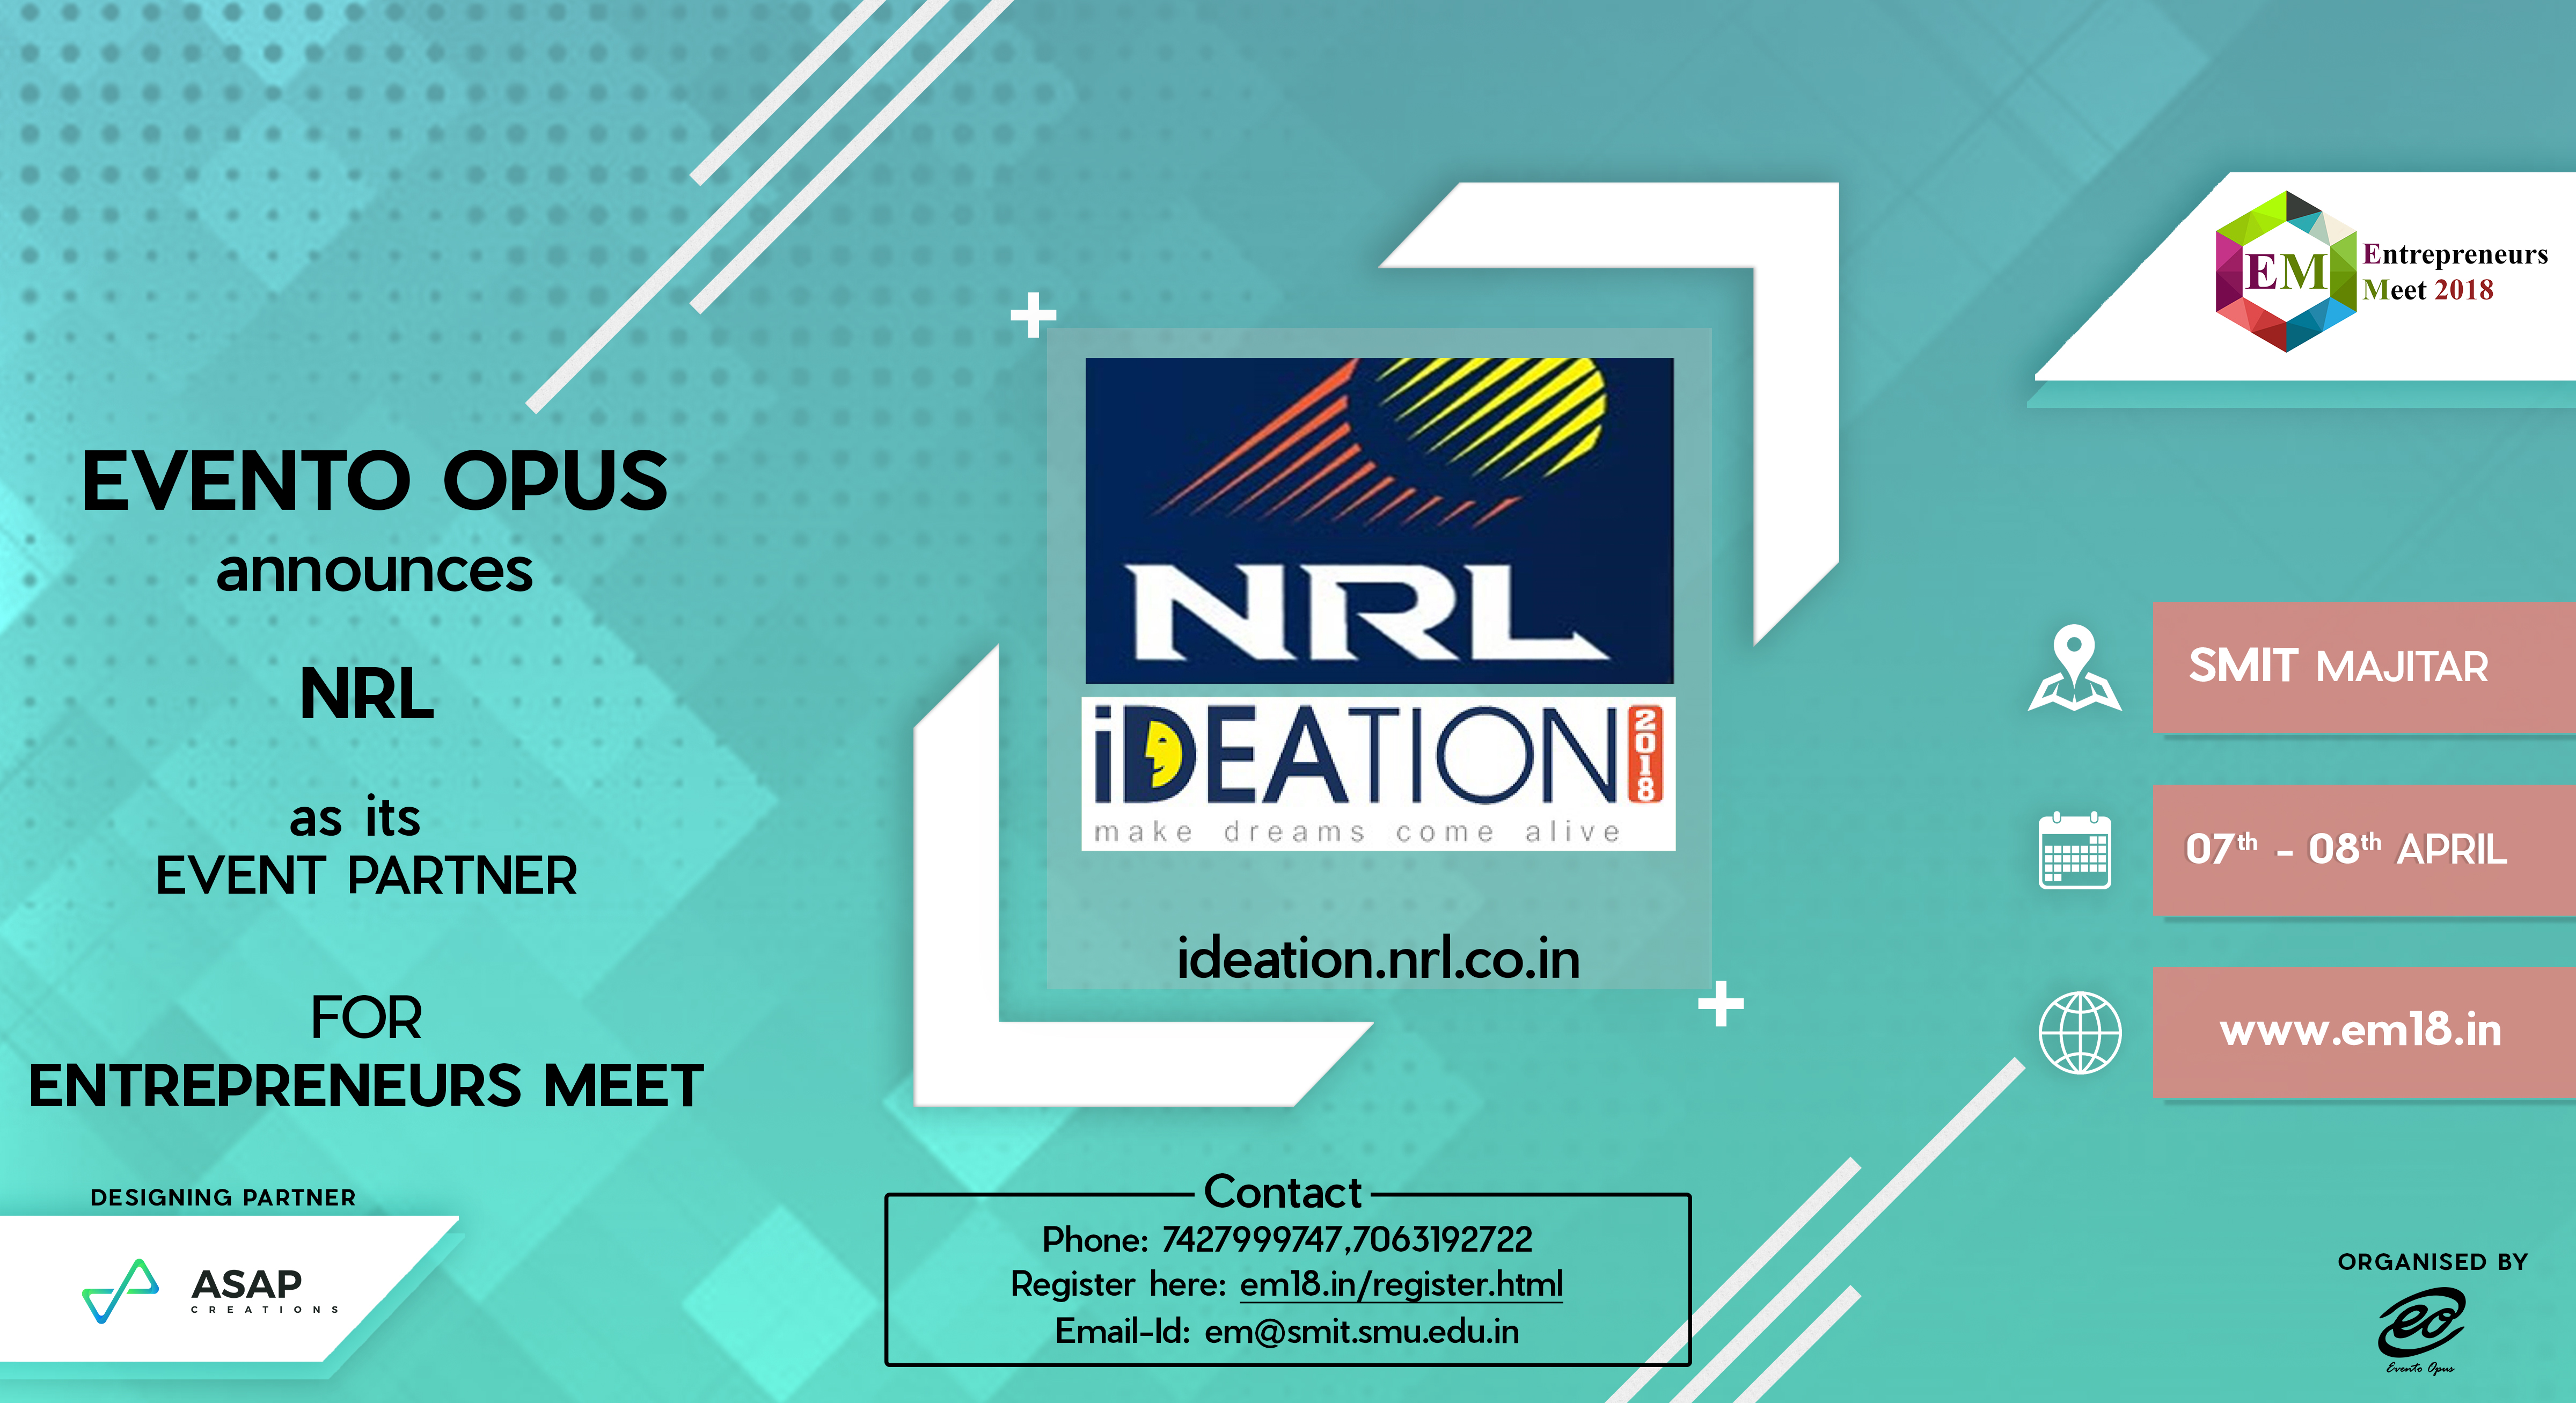 EVENTO OPUS
announces
NRL
as its
EVENT PARTNER
FOR
ENTREPRENEURS MEET
DESIGNING PARTNER
ASAP
CREATIONS
NRL
iDEATION 2018
make dreams come alive
ideation.nrl.co.in
Contact
Phone: 7427999747,7063192722
Register here: em18.in/register.html
Email-Id: em@smit.smu.edu.in
EM
Entrepreneurs
Meet 2018
SMIT MAJITAR
07th - 08th APRIL
www.em18.in
ORGANISED BY
eo
Evento Opus